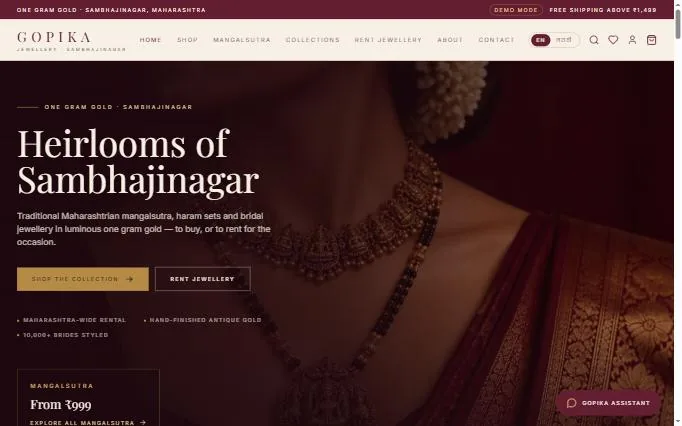 ONE GRAM GOLD · SAMBHAJINAGAR, MAHARASHTRA
DEMO MODE FREE SHIPPING ABOVE ₹1,499
GOPIKA
JEWELLERY · SAMBHAJINAGAR
HOME SHOP MANGALSUTRA COLLECTIONS RENT JEWELLERY ABOUT CONTACT
EN मराठी
ONE GRAM GOLD · SAMBHAJINAGAR
Heirlooms of
Sambhajinagar
Traditional Maharashtrian mangalsutra, haram sets and bridal
jewellery in luminous one gram gold — to buy, or to rent for the
occasion.
SHOP THE COLLECTION →
RENT JEWELLERY
• MAHARASHTRA-WIDE RENTAL
• HAND-FINISHED ANTIQUE GOLD
• 10,000+ BRIDES STYLED
MANGALSUTRA
From ₹999
EXPLORE ALL MANGALSUTRA →
GOPIKA ASSISTANT